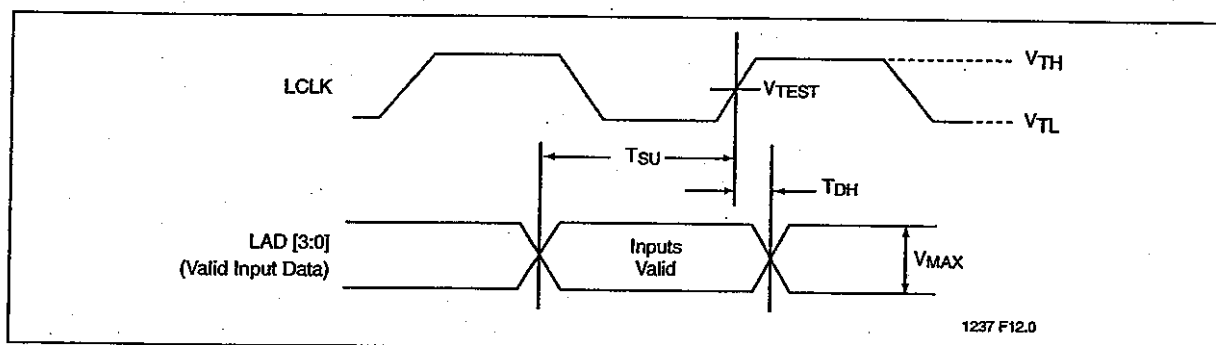 LCLK
VTH
VTEST
VTL
TSU
TDH
LAD [3:0]
(Valid Input Data)
Inputs
Valid
VMAX
1237 F12.0